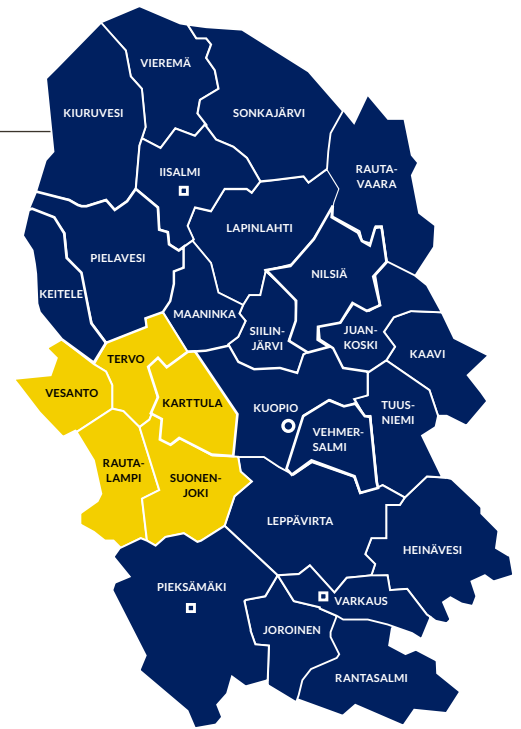 VIEREMÄ
KIURUVESI
SONKAJÄRVI
IISALMI
RAUTA-
VAARA
LAPINLAHTI
PIELAVESI
NILSIÄ
KEITELE
MAANINKA
SIILIN-
JÄRVI
JUAN-
KOSKI
KAAVI
TERVO
VESANTO
KARTTULA
KUOPIO
TUUS-
NIEMI
VEHMER-
SALMI
RAUTA-
LAMPI
SUONEN-
JOKI
LEPPÄVIRTA
HEINÄVESI
PIEKSÄMÄKI
VARKAUS
JOROINEN
RANTASALMI